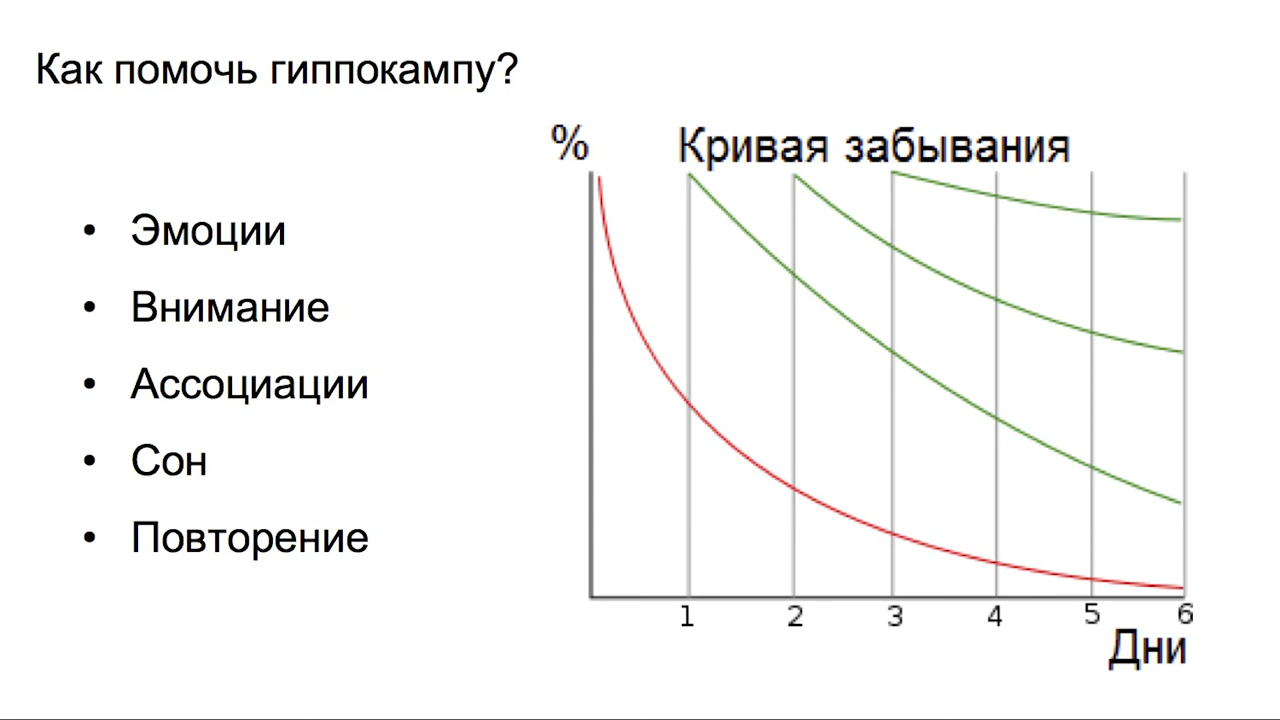 Как помочь гиппокампу?
• Эмоции
• Внимание
• Ассоциации
• Сон
• Повторение
% Кривая забывания
1 2 3 4 5 6
Дни